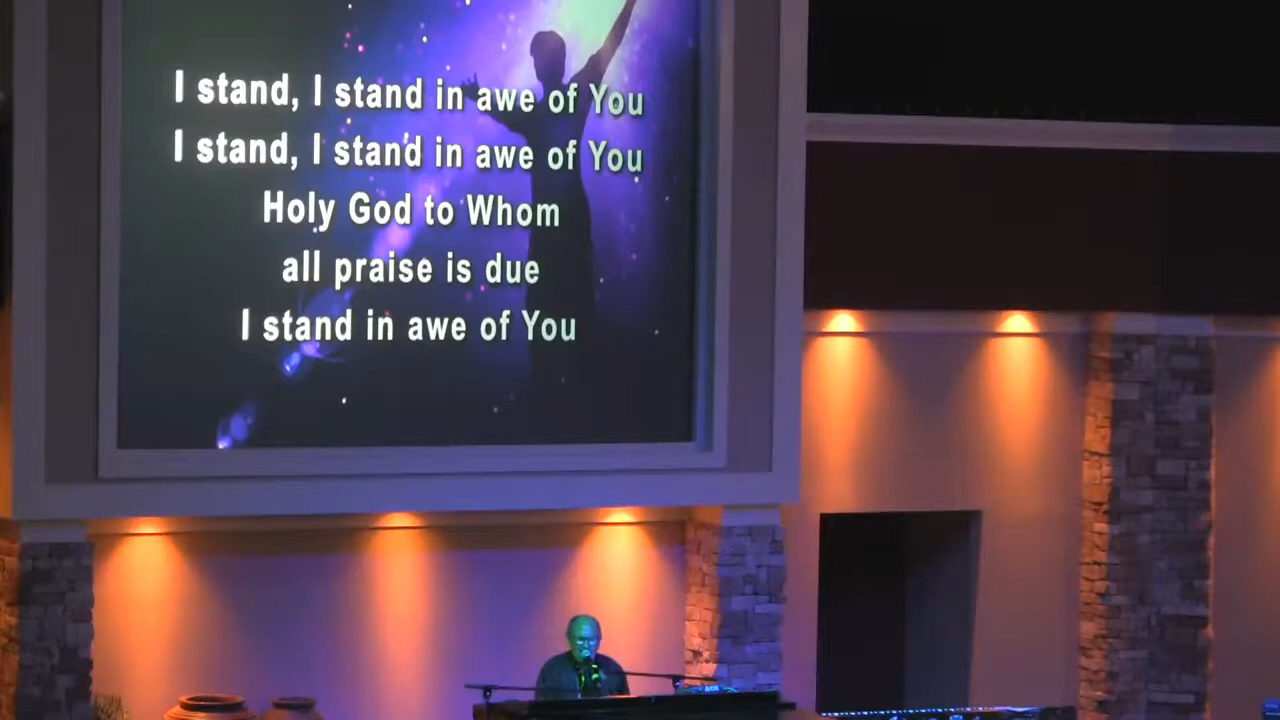 I stand, I stand in awe of You
I stand, I stand in awe of You
Holy God to Whom
all praise is due
I stand in awe of You